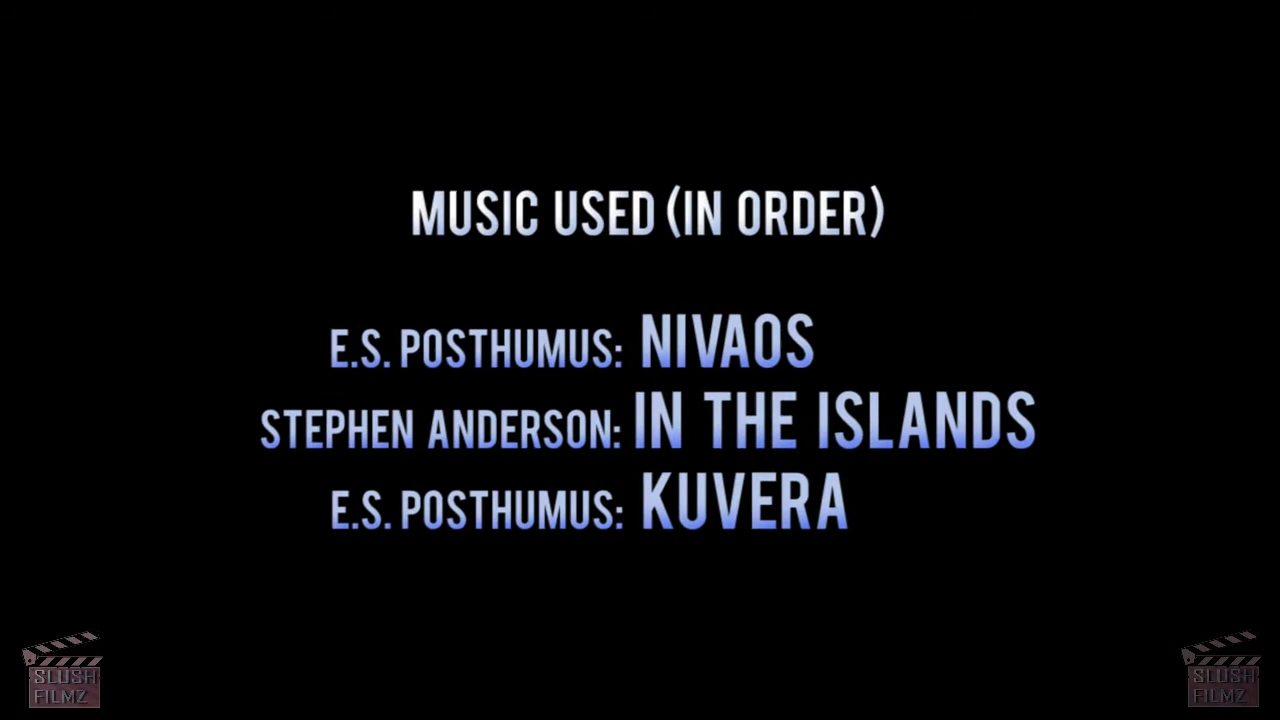 MUSIC USED (IN ORDER)
E.S. POSTHUMUS: NIVAOS
STEPHEN ANDERSON: IN THE ISLANDS
E.S. POSTHUMUS: KUVERA
SLUSH
FILMZ
SLUSH
FILMZ